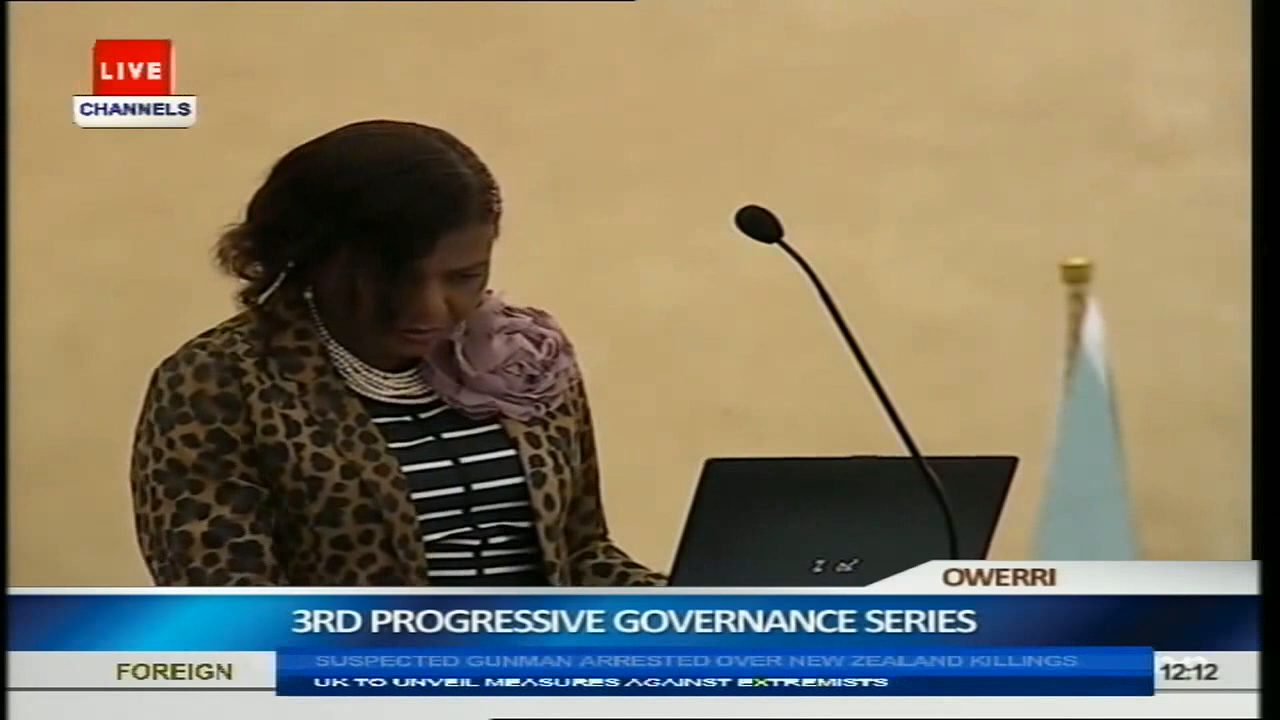 LIVE
CHANNELS
OWERRI
3RD PROGRESSIVE GOVERNANCE SERIES
FOREIGN
SUSPECTED GUNMAN ARRESTED OVER NEW ZEALAND KILLINGS
UK TO UNVEIL MEASURES AGAINST EXTREMISTS
12:12